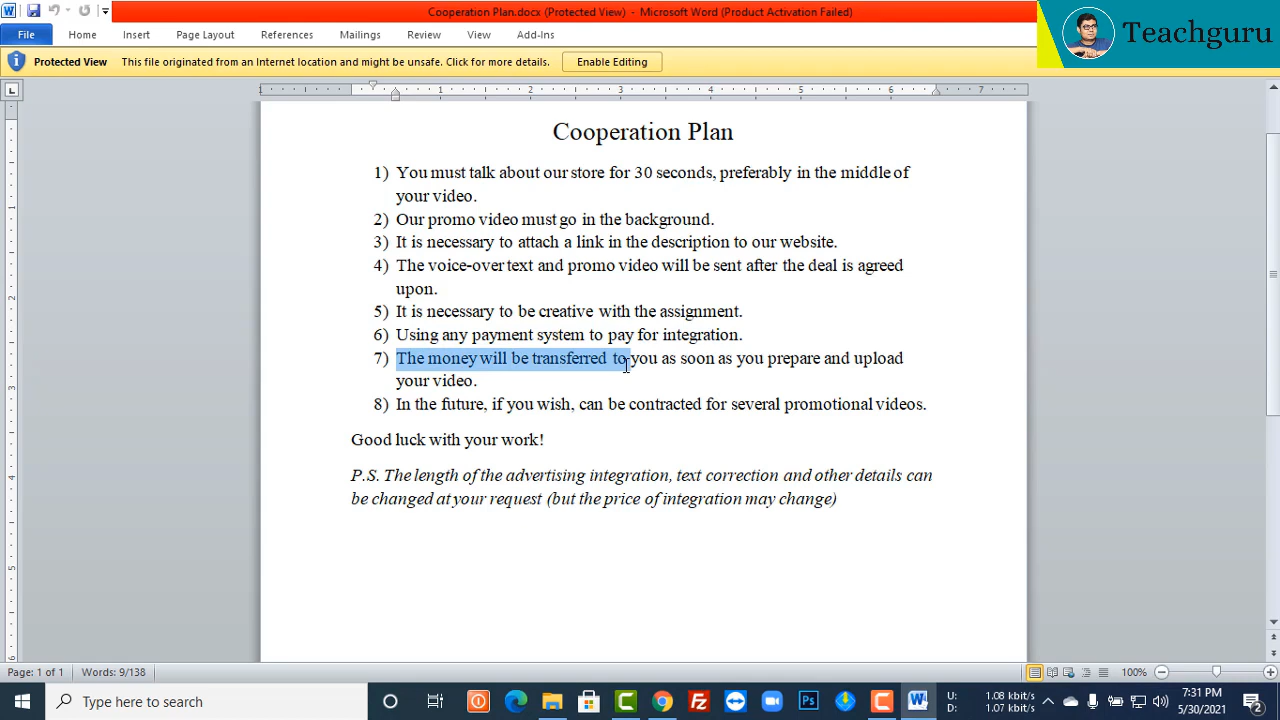 Cooperation Plan.docx (Protected View) - Microsoft Word (Product Activation Failed)
Teachguru
File Home Insert Page Layout References Mailings Review View Add-Ins
Protected View This file originated from an Internet location and might be unsafe. Click for more details. Enable Editing
1 1 2 3 4 5 6 7
Cooperation Plan
1) You must talk about our store for 30 seconds, preferably in the middle of
your video.
2) Our promo video must go in the background.
3) It is necessary to attach a link in the description to our website.
4) The voice-over text and promo video will be sent after the deal is agreed
upon.
5) It is necessary to be creative with the assignment.
6) Using any payment system to pay for integration.
7) The money will be transferred to you as soon as you prepare and upload
your video.
8) In the future, if you wish, can be contracted for several promotional videos.
Good luck with your work!
P.S. The length of the advertising integration, text correction and other details can
be changed at your request (but the price of integration may change)
Page: 1 of 1 Words: 9/138 100%
Type here to search
U: 1.08 kbit/s
D: 1.07 kbit/s
7:31 PM
5/30/2021
2